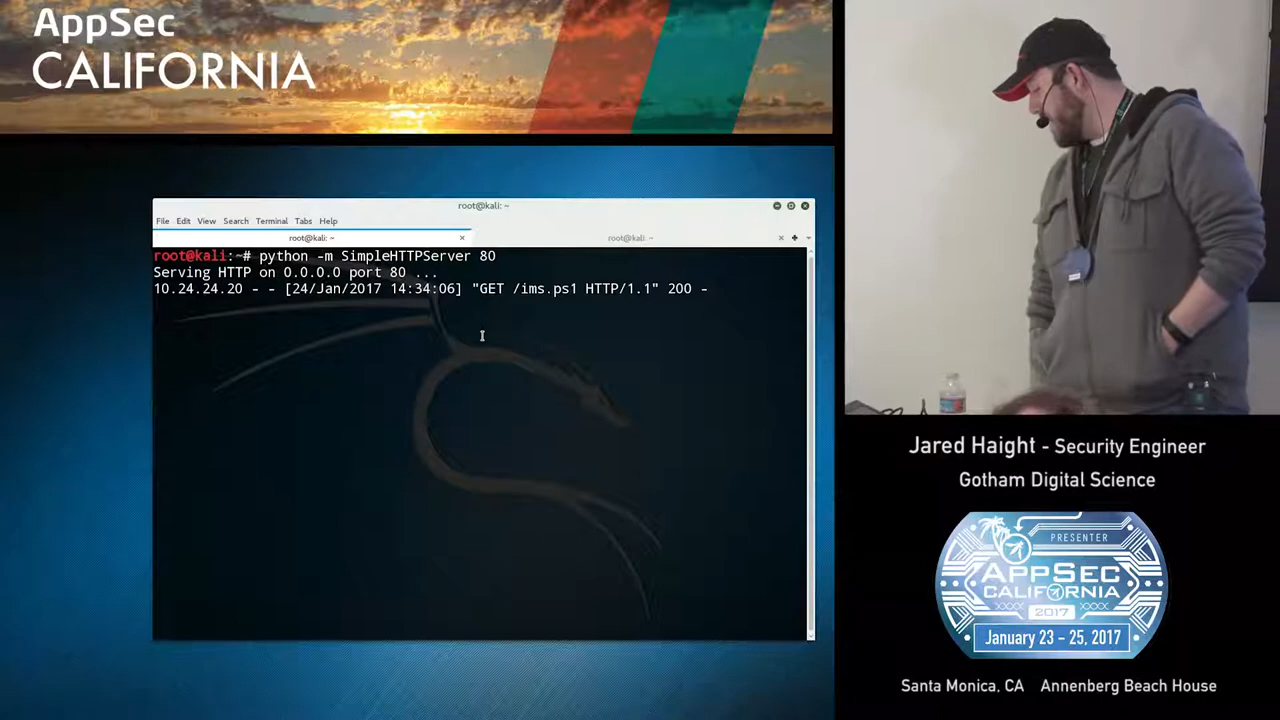 AppSec
CALIFORNIA
root@kali: ~
File Edit View Search Terminal Tabs Help
root@kali: ~
root@kali: ~
root@kali:~# python -m SimpleHTTPServer 80
Serving HTTP on 0.0.0.0 port 80 ...
10.24.24.20 - - [24/Jan/2017 14:34:06] "GET /ims.ps1 HTTP/1.1" 200 -
Jared Haight - Security Engineer
Gotham Digital Science
PRESENTER
APPSEC
CALIFORNIA
2017
January 23 - 25, 2017
Santa Monica, CA Annenberg Beach House